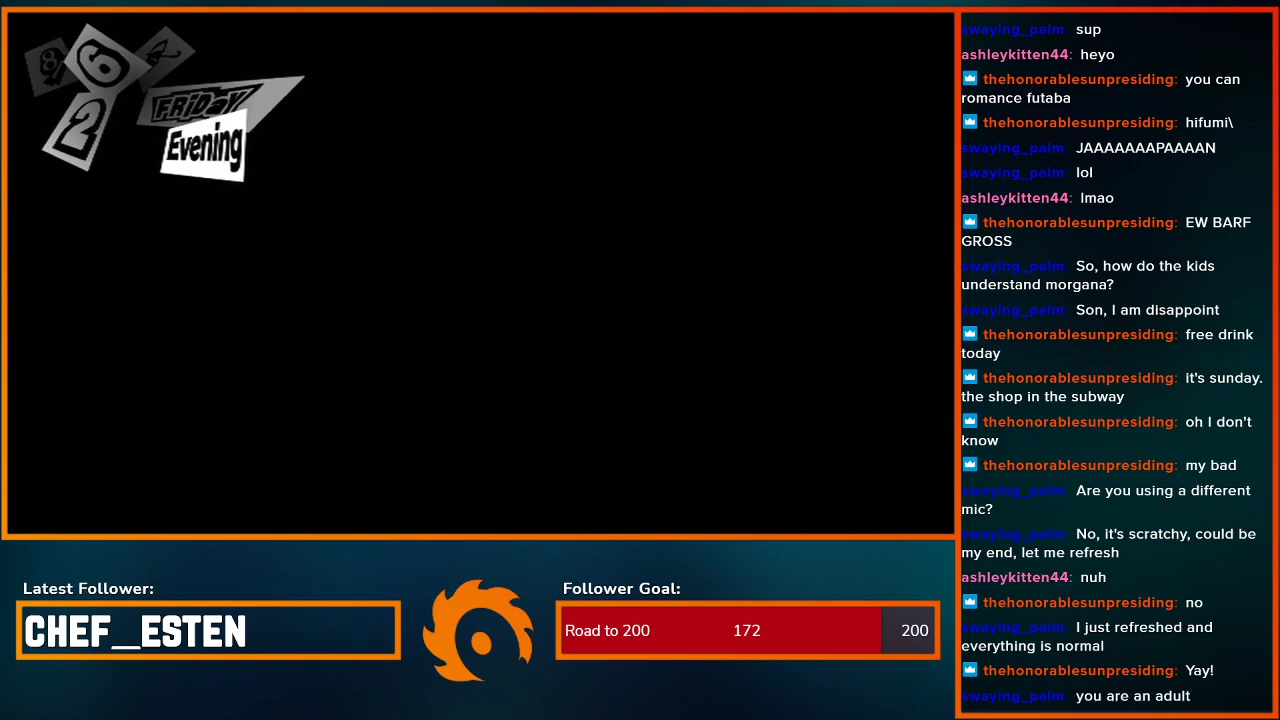 8/
6
4
2
FRIDAY
Evening
swaying_palm: sup
ashleykitten44: heyo
thehonorablesunpresiding: you can
romance futaba
thehonorablesunpresiding: hifumi\
swaying_palm: JAAAAAAAPAAAAN
swaying_palm: lol
ashleykitten44: lmao
thehonorablesunpresiding: EW BARF
GROSS
swaying_palm: So, how do the kids
understand morgana?
swaying_palm: Son, I am disappoint
thehonorablesunpresiding: free drink
today
thehonorablesunpresiding: it's sunday.
the shop in the subway
thehonorablesunpresiding: oh I don't
know
thehonorablesunpresiding: my bad
swaying_palm: Are you using a different
mic?
swaying_palm: No, it's scratchy, could be
my end, let me refresh
ashleykitten44: nuh
thehonorablesunpresiding: no
swaying_palm: I just refreshed and
everything is normal
thehonorablesunpresiding: Yay!
swaying_palm: you are an adult
Latest Follower:
CHEF_ESTEN
Follower Goal:
Road to 200 172 200